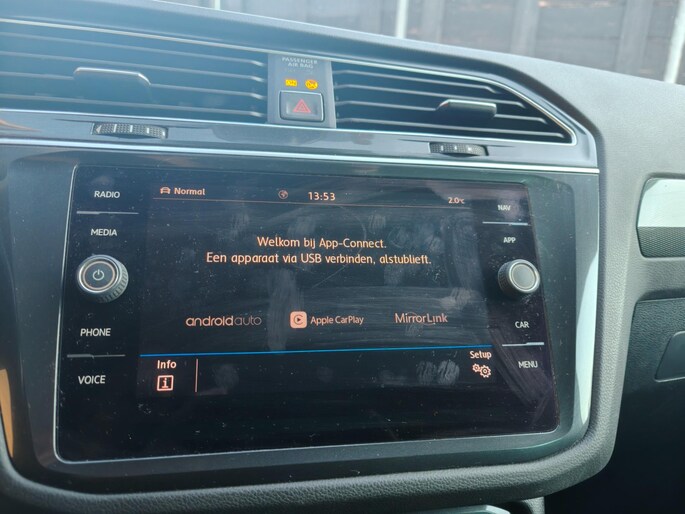 PASSENGER
AIR BAG
RADIO
MEDIA
PHONE
VOICE
Normal
13:53
2.0°C
Welkom bij App-Connect.
Een apparaat via USB verbinden, alstublieft.
androidauto
Apple CarPlay
MirrorLink
Info
Setup
NAV
APP
CAR
MENU